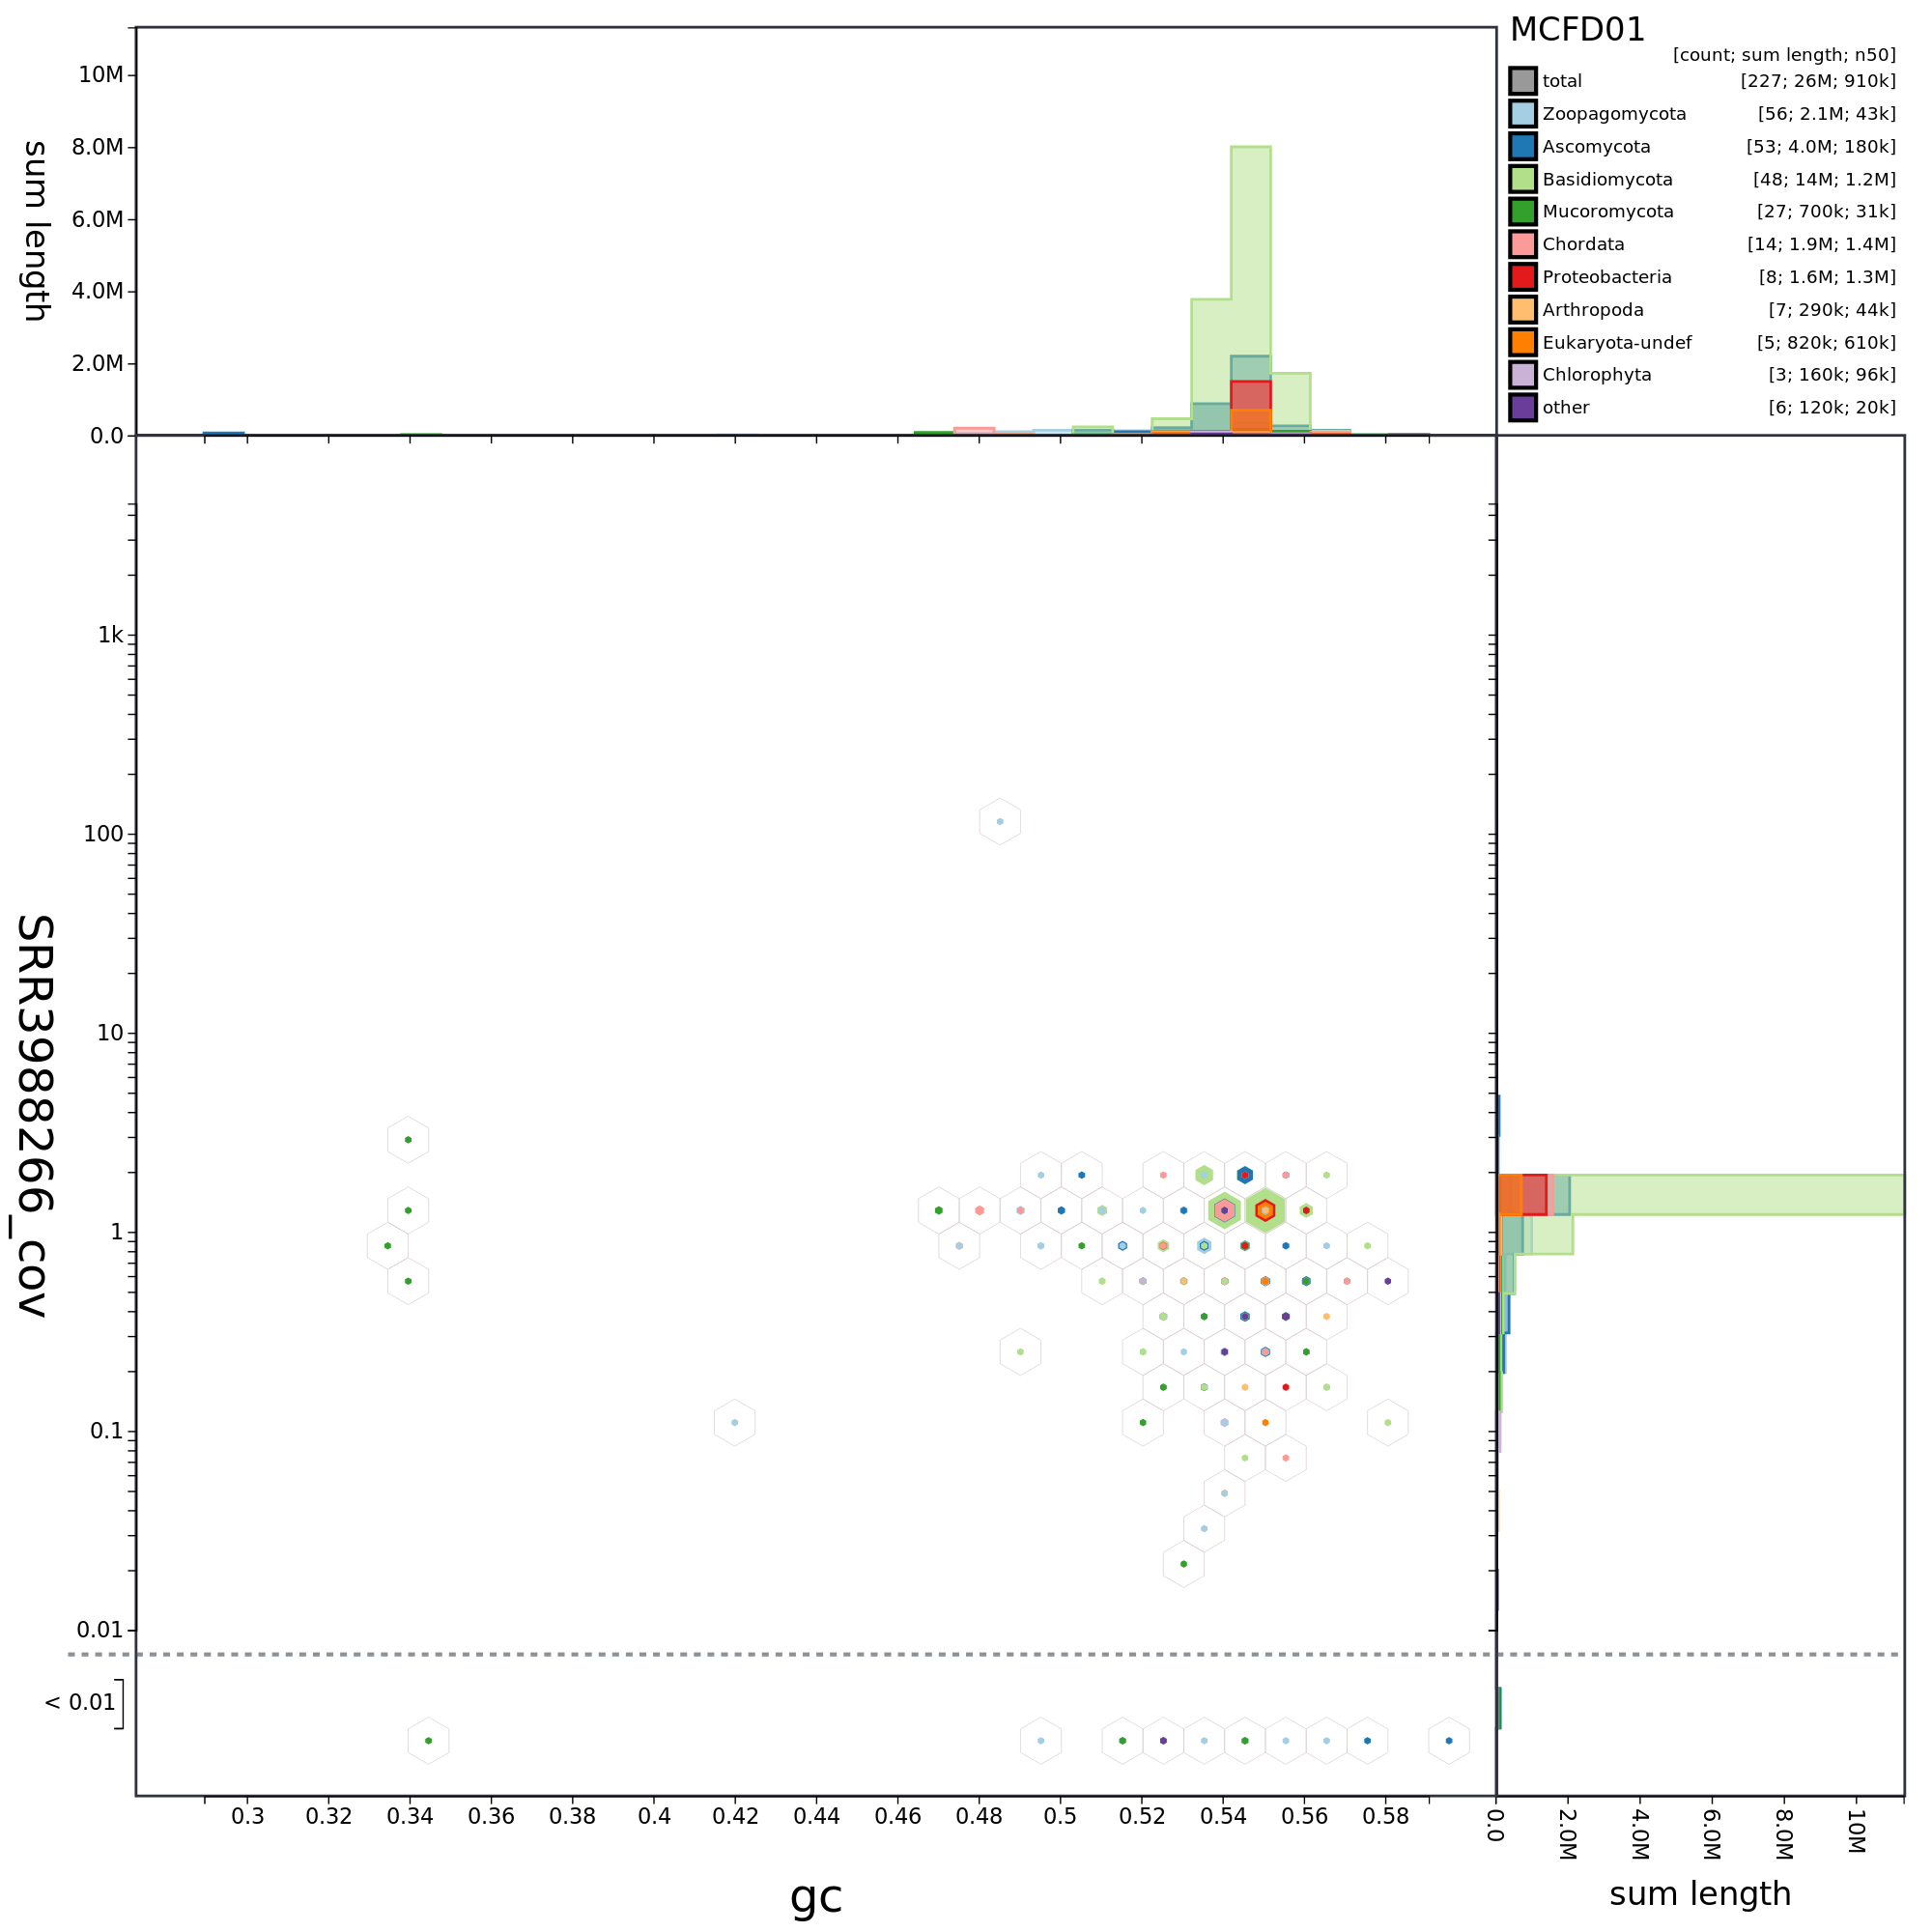 MCFD01
[count; sum length; n50]
total [227; 26M; 910k]
Zoopagomycota [56; 2.1M; 43k]
Ascomycota [53; 4.0M; 180k]
Basidiomycota [48; 14M; 1.2M]
Mucoromycota [27; 700k; 31k]
Chordata [14; 1.9M; 1.4M]
Proteobacteria [8; 1.6M; 1.3M]
Arthropoda [7; 290k; 44k]
Eukaryota-undef [5; 820k; 610k]
Chlorophyta [3; 160k; 96k]
other [6; 120k; 20k]
sum length
10M
8.0M
6.0M
4.0M
2.0M
0.0
SRR3988266_cov
1k
100
10
1
0.1
0.01
< 0.01
0.3 0.32 0.34 0.36 0.38 0.4 0.42 0.44 0.46 0.48 0.5 0.52 0.54 0.56 0.58
gc
0.0 2.0M 4.0M 6.0M 8.0M 10M
sum length